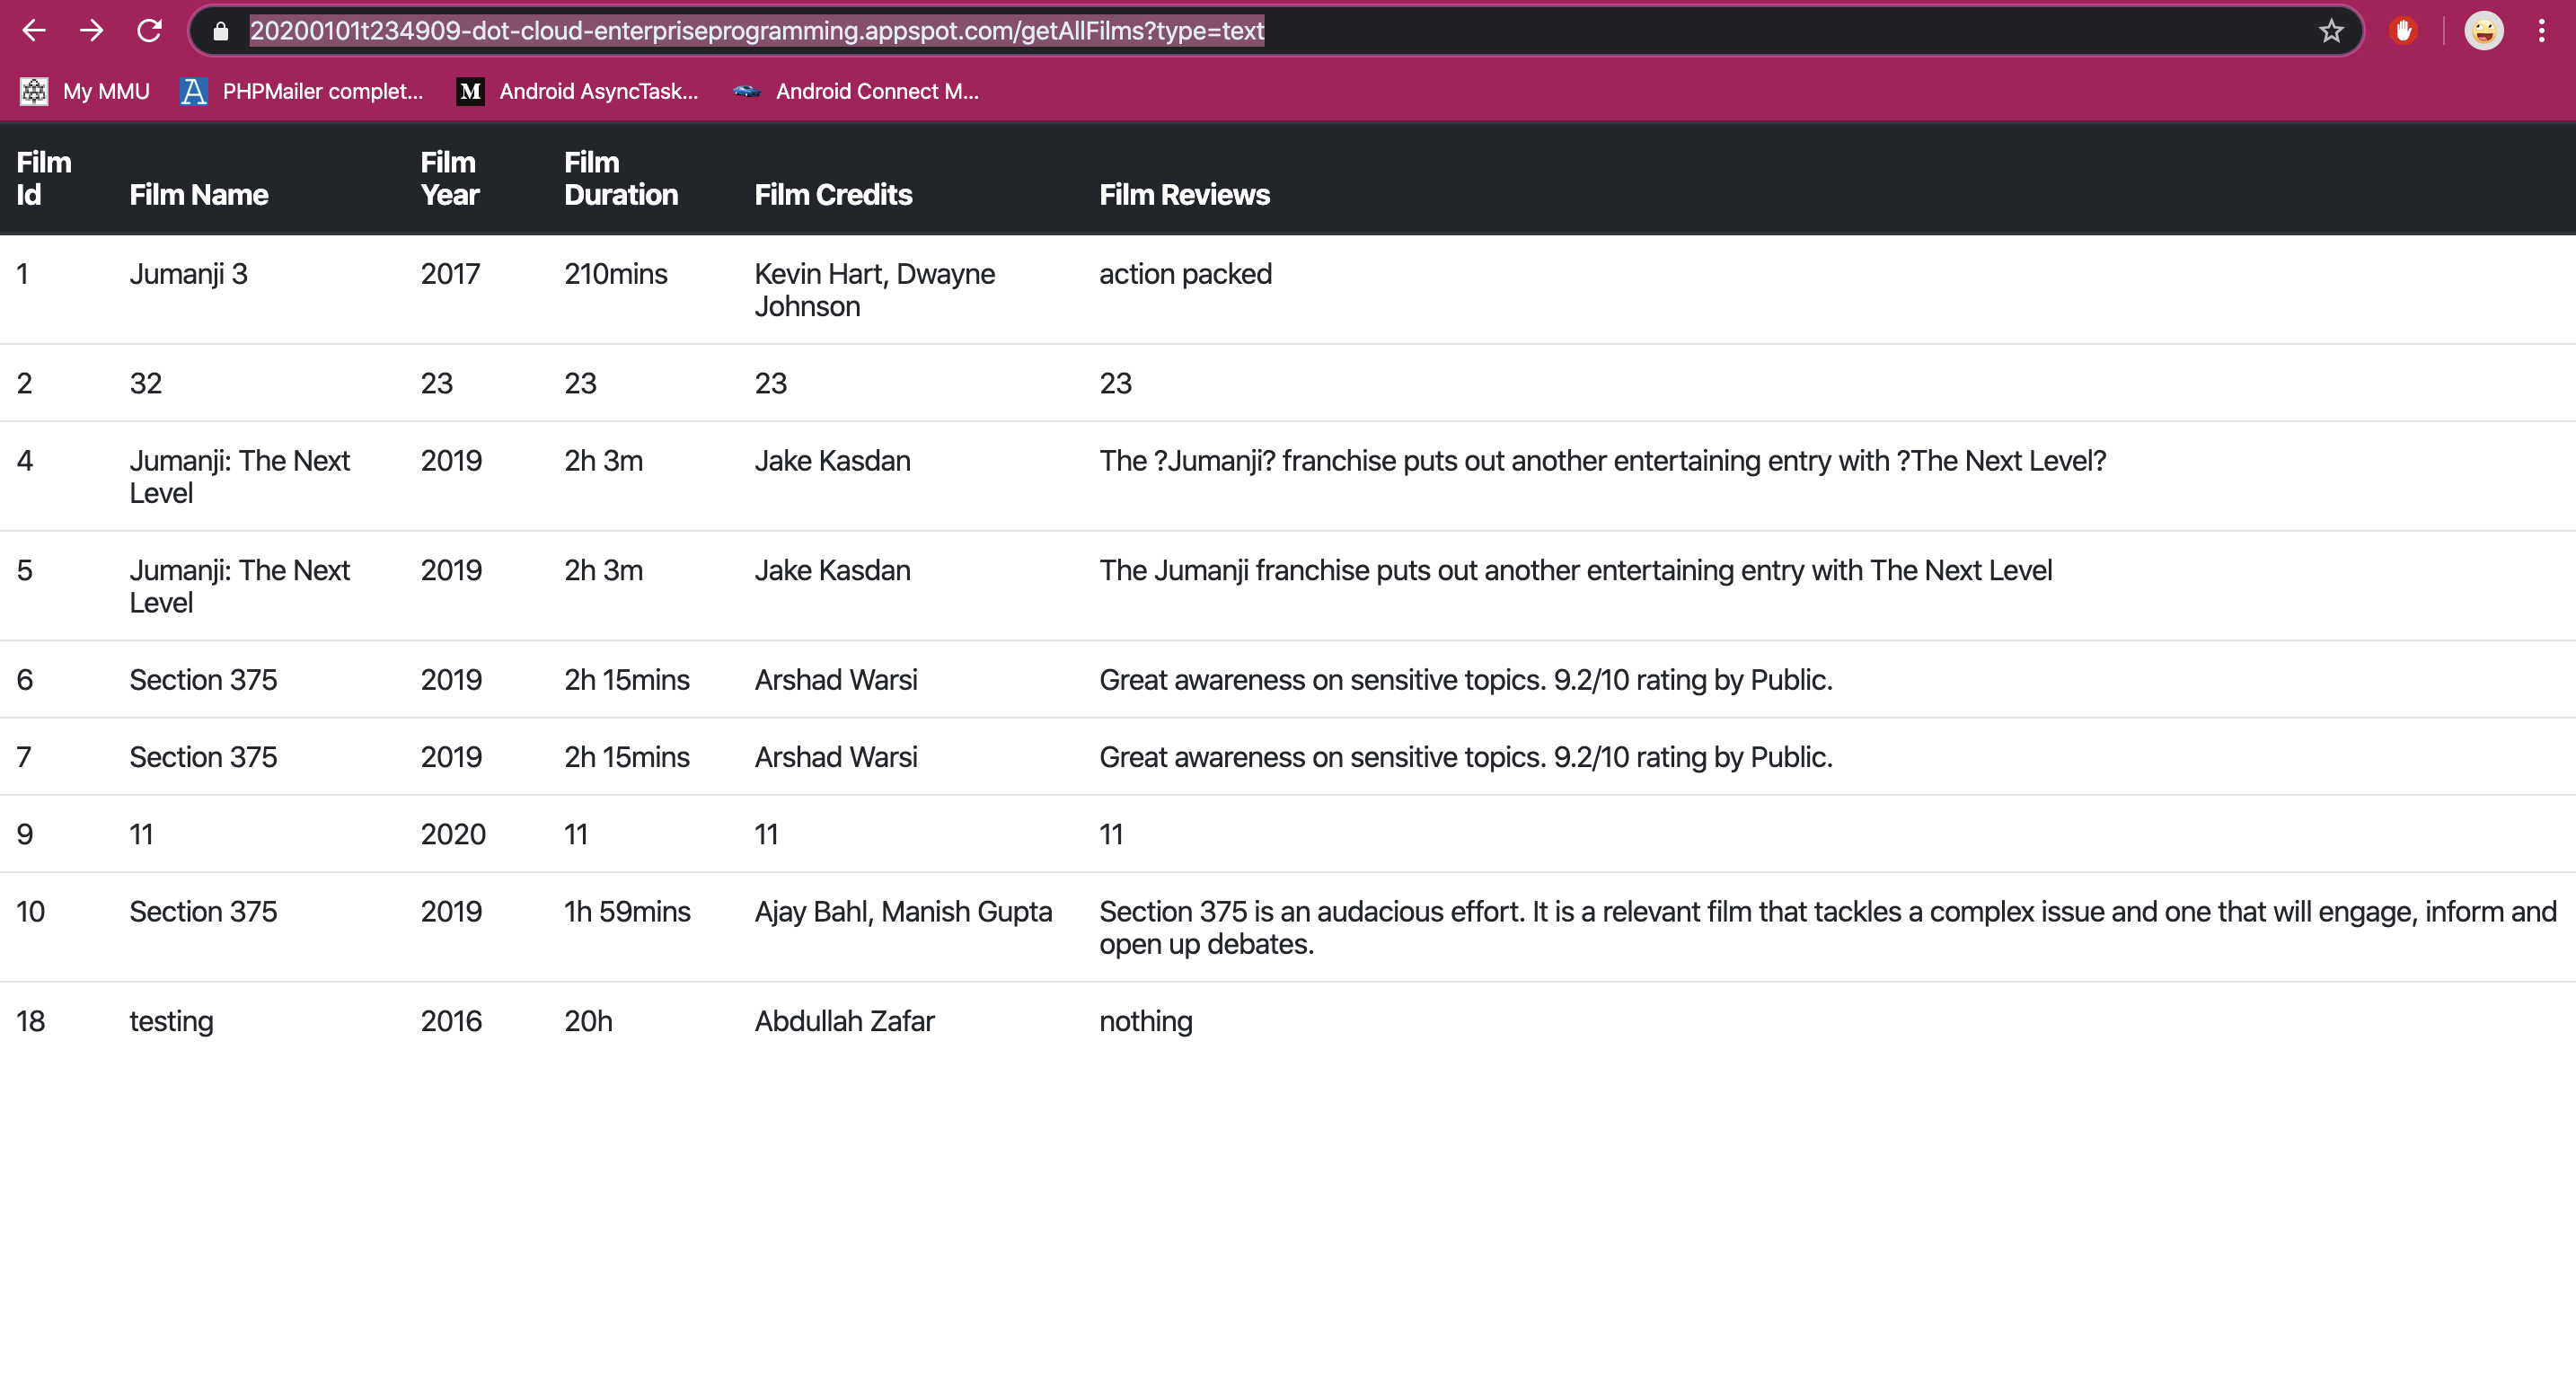 20200101t234909-dot-cloud-enterpriseprogramming.appspot.com/getAllFilms?type=text
My MMU PHPMailer complet... Android AsyncTask... Android Connect M...
Film Id Film Name Film Year Film Duration Film Credits Film Reviews
1 Jumanji 3 2017 210mins Kevin Hart, Dwayne Johnson action packed
2 32 23 23 23 23
4 Jumanji: The Next Level 2019 2h 3m Jake Kasdan The ?Jumanji? franchise puts out another entertaining entry with ?The Next Level?
5 Jumanji: The Next Level 2019 2h 3m Jake Kasdan The Jumanji franchise puts out another entertaining entry with The Next Level
6 Section 375 2019 2h 15mins Arshad Warsi Great awareness on sensitive topics. 9.2/10 rating by Public.
7 Section 375 2019 2h 15mins Arshad Warsi Great awareness on sensitive topics. 9.2/10 rating by Public.
9 11 2020 11 11 11
10 Section 375 2019 1h 59mins Ajay Bahl, Manish Gupta Section 375 is an audacious effort. It is a relevant film that tackles a complex issue and one that will engage, inform and
open up debates.
18 testing 2016 20h Abdullah Zafar nothing